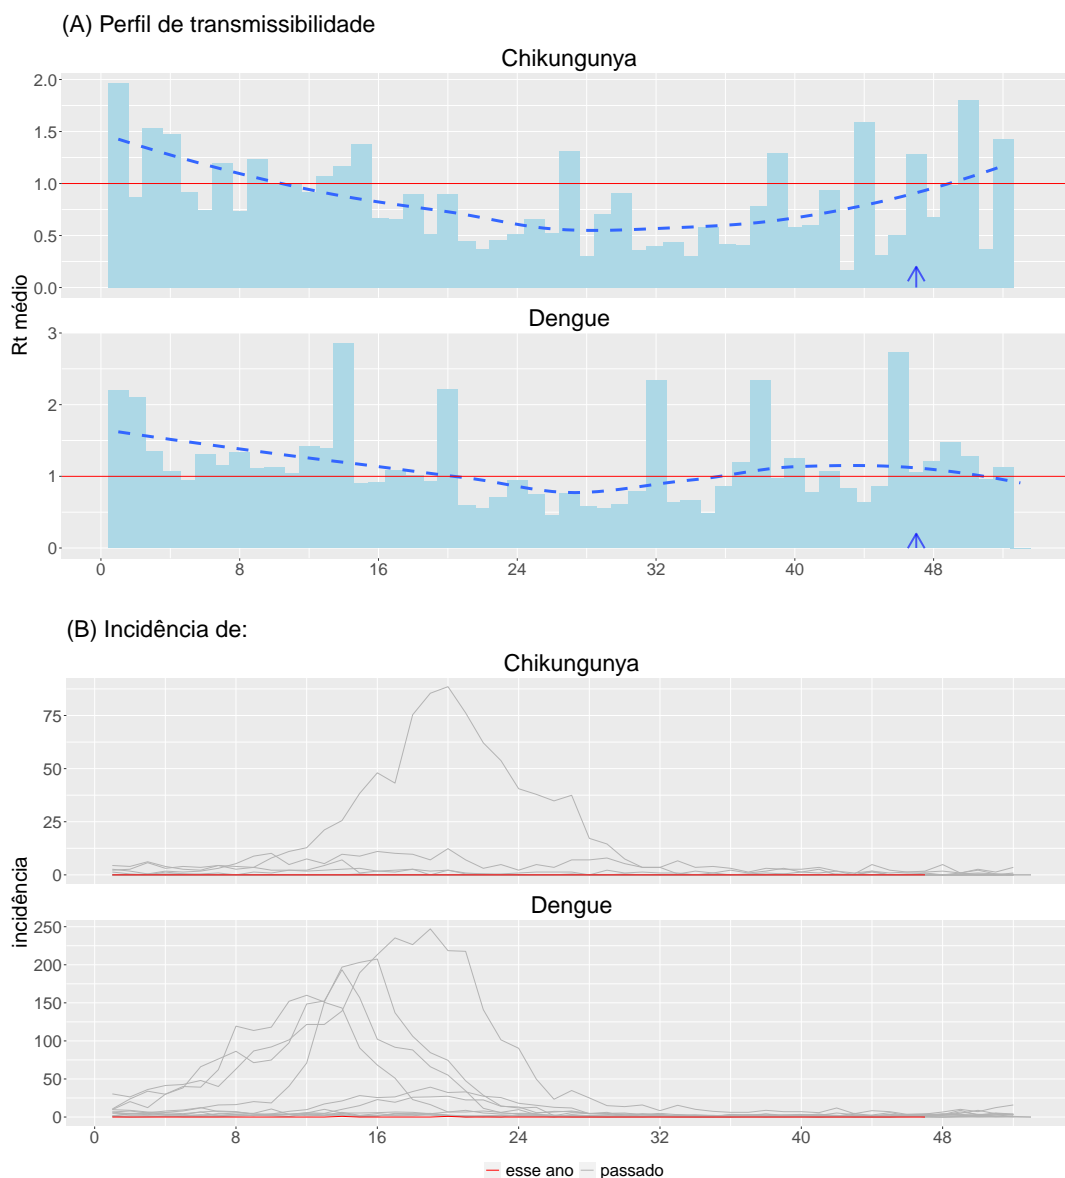 (A) Perfil de transmissibilidade
Chikungunya
2.0
1.5
1.0
0.5
0.0
Rt médio
Dengue
3
2
1
0
0 8 16 24 32 40 48
(B) Incidência de:
Chikungunya
75
50
25
0
incidência
Dengue
250
200
150
100
50
0
0 8 16 24 32 40 48
esse ano passado